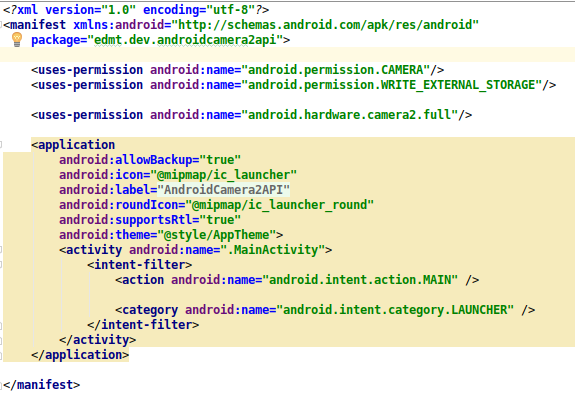 <?xml version="1.0" encoding="utf-8"?>
<manifest xmlns:android="http://schemas.android.com/apk/res/android"
    package="edmt.dev.androidcamera2api">

    <uses-permission android:name="android.permission.CAMERA"/>
    <uses-permission android:name="android.permission.WRITE_EXTERNAL_STORAGE"/>

    <uses-permission android:name="android.hardware.camera2.full"/>

    <application
        android:allowBackup="true"
        android:icon="@mipmap/ic_launcher"
        android:label="AndroidCamera2API"
        android:roundIcon="@mipmap/ic_launcher_round"
        android:supportsRtl="true"
        android:theme="@style/AppTheme">
        <activity android:name=".MainActivity">
            <intent-filter>
                <action android:name="android.intent.action.MAIN" />

                <category android:name="android.intent.category.LAUNCHER" />
            </intent-filter>
        </activity>
    </application>

</manifest>